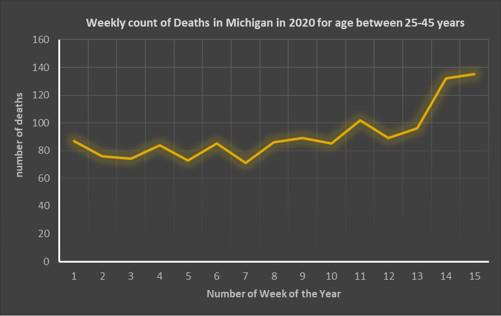 Weekly count of Deaths in Michigan in 2020 for age between 25-45 years
160
140
120
100
80
60
40
20
0
number of deaths
1 2 3 4 5 6 7 8 9 10 11 12 13 14 15
Number of Week of the Year